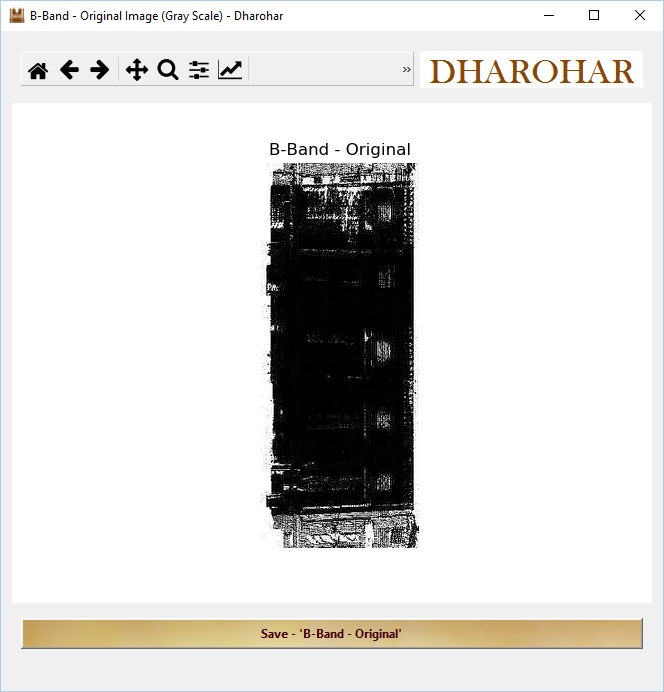 B-Band - Original Image (Gray Scale) - Dharohar
DHAROHAR
B-Band - Original
Save - 'B-Band - Original'